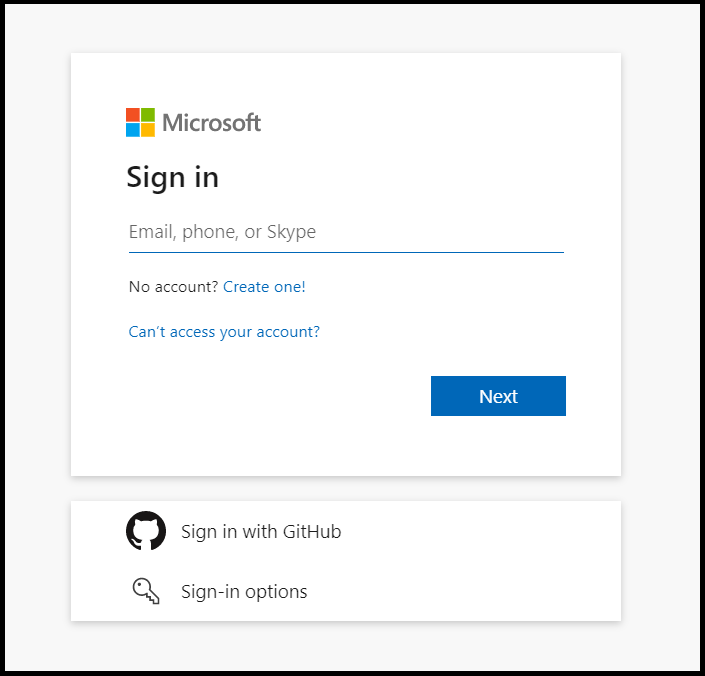 Microsoft
Sign in
Email, phone, or Skype
No account? Create one!
Can’t access your account?
Next
Sign in with GitHub
Sign-in options